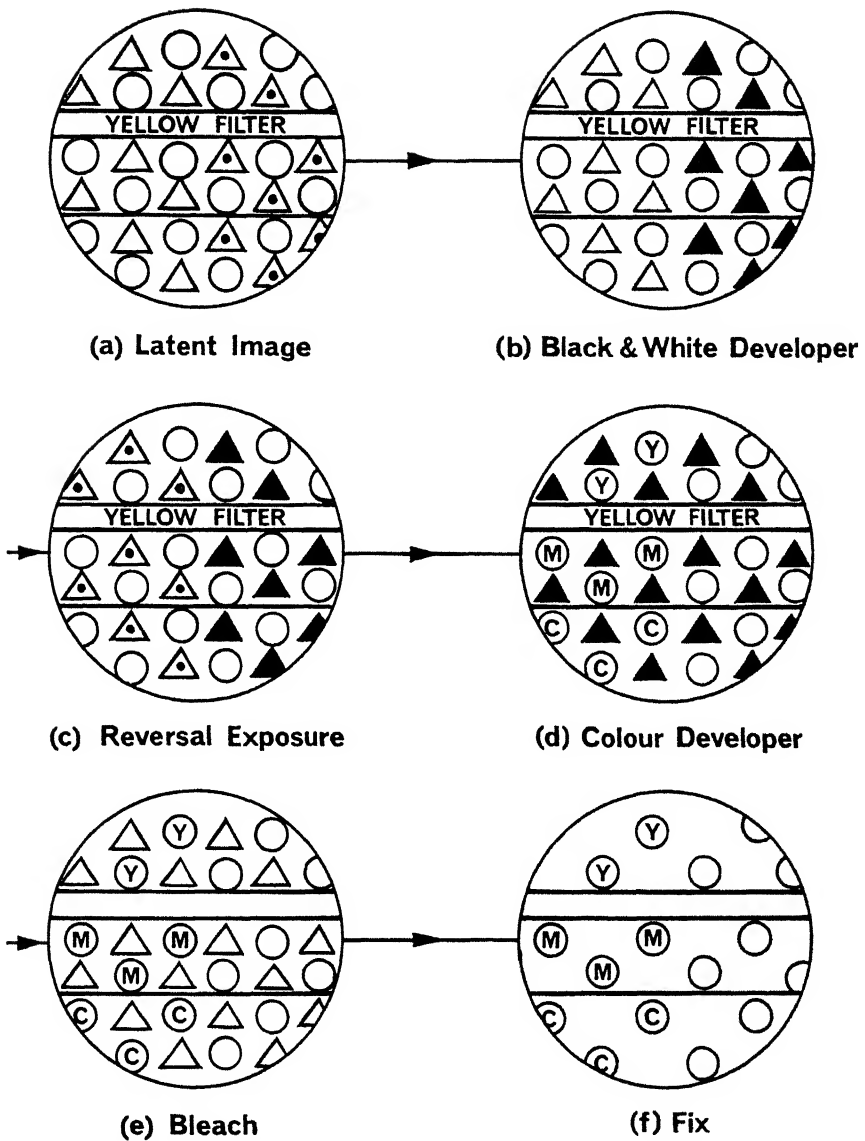 YELLOW FILTER
YELLOW FILTER
(a) Latent Image
(b) Black & White Developer
Y
Y
YELLOW FILTER
YELLOW FILTER
M M
M
C C
C
(c) Reversal Exposure
(d) Colour Developer
Y
Y
Y
Y
M M
M M
M
M
C C
C C
C
C
(e) Bleach
(f) Fix